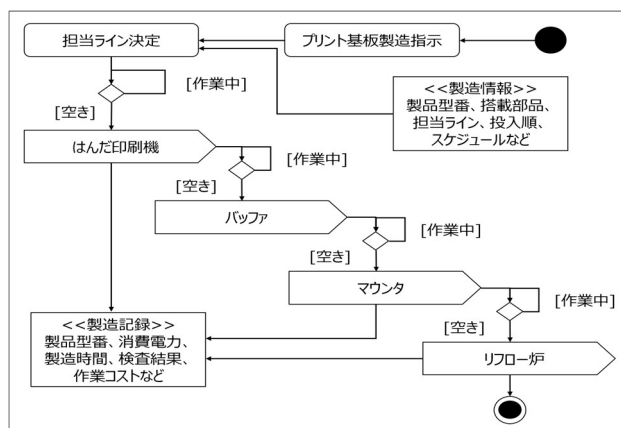 担当ライン決定
プリント基板製造指示
[作業中]
[空き]
<<製造情報>>
製品型番、搭載部品、
担当ライン、投入順、
スケジュールなど
はんだ印刷機
[作業中]
[空き]
バッファ
[作業中]
[空き]
マウンタ
[作業中]
[空き]
<<製造記録>>
製品型番、消費電力、
製造時間、検査結果、
作業コストなど
リフロー炉